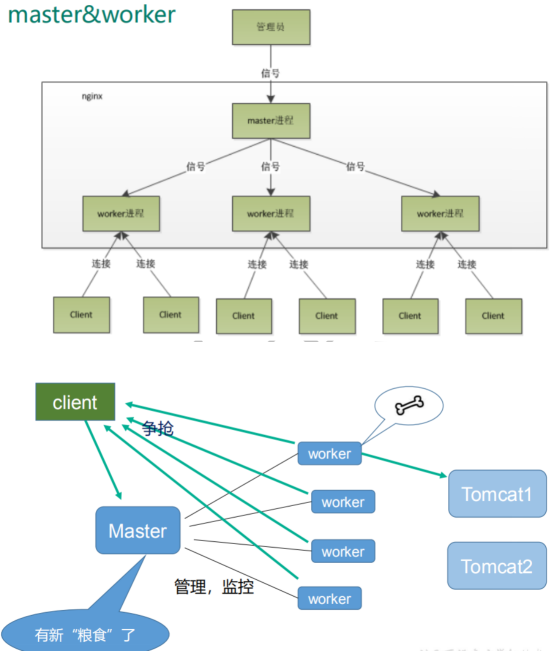 master&worker
管理员
信号
nginx
master进程
信号 信号 信号
worker进程 worker进程 worker进程
连接 连接 连接 连接 连接 连接
Client Client Client Client Client Client
client
争抢
worker
Tomcat1
worker
Master
worker
Tomcat2
管理，监控
worker
有新“粮食”了